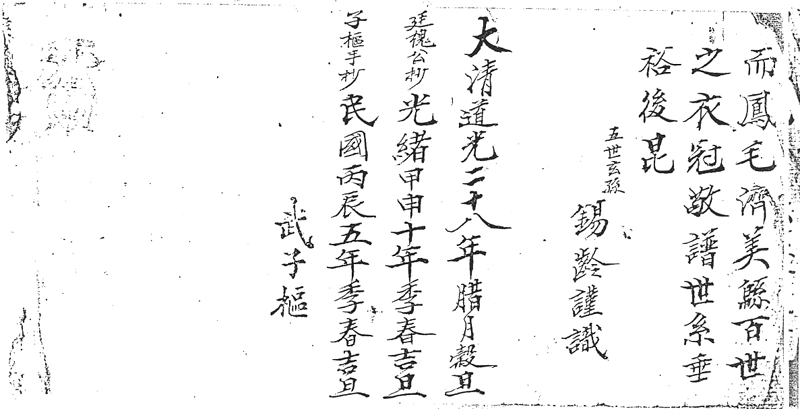 而鳳毛濟美緜百世
之衣冠敬譜世系垂
裕後昆
五世玄孫 錫齡謹識
大清道光二十八年腊月穀旦
廷槐公抄 光緒甲申十年季春吉旦
子樞手抄 民國丙辰五年季春吉旦
武子樞